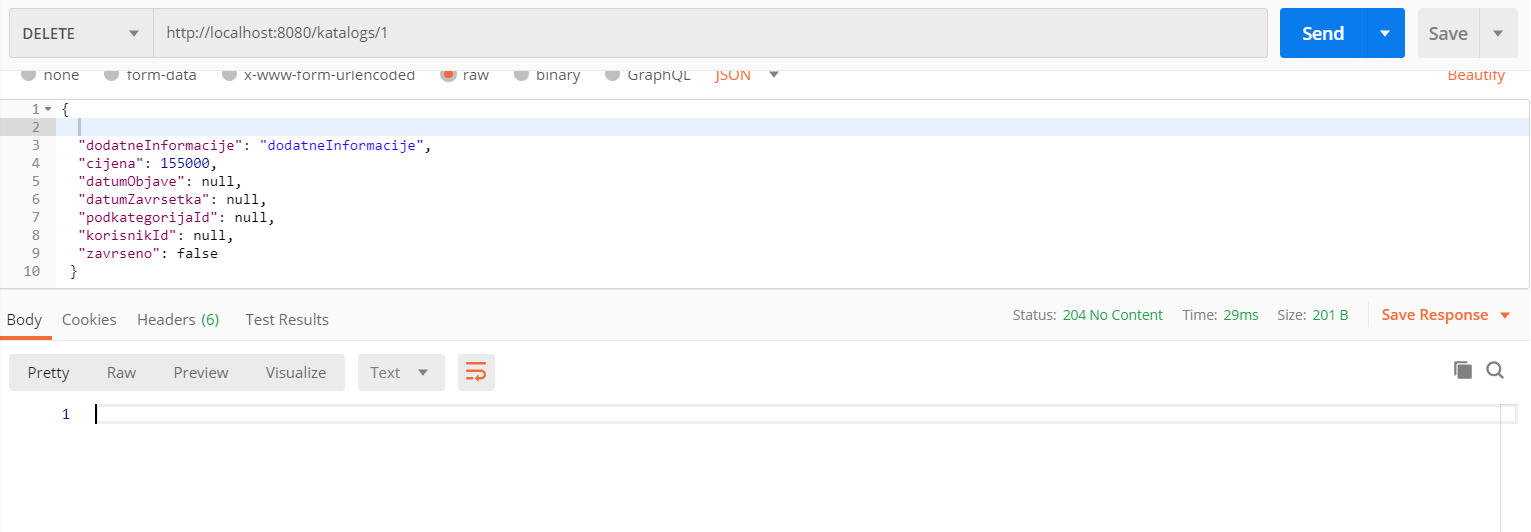 DELETE http://localhost:8080/katalogs/1 Send Save
none form-data x-www-form-urlencoded raw binary GraphQL JSON Beautify
1 {
2
3 "dodatneInformacije": "dodatneInformacije",
4 "cijena": 155000,
5 "datumObjave": null,
6 "datumZavrsetka": null,
7 "podkategorijaId": null,
8 "korisnikId": null,
9 "zavrseno": false
10 }
Body Cookies Headers (6) Test Results Status: 204 No Content Time: 29ms Size: 201 B Save Response
Pretty Raw Preview Visualize Text
1